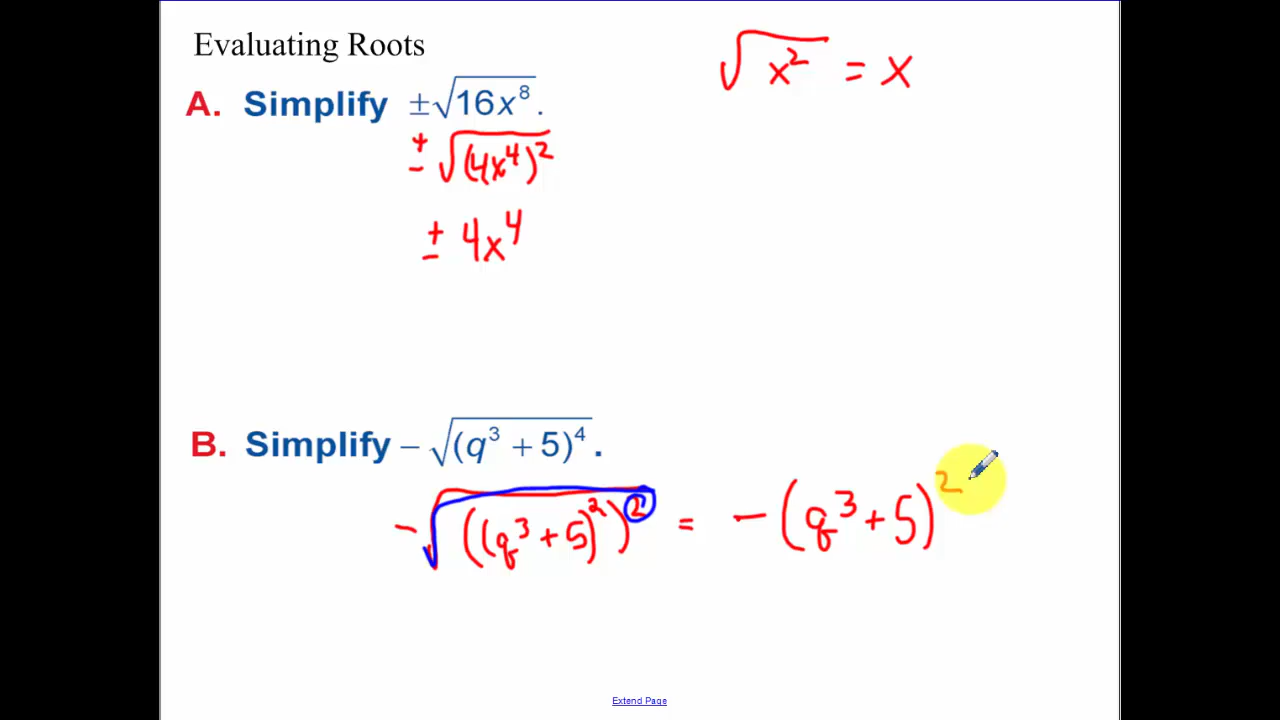 Evaluating Roots
√x² = x
A. Simplify ±√16x⁸.
± √(4x⁴)²
± 4x⁴
B. Simplify −√(q³ + 5)⁴.
− √((q³ + 5)²)² = − (q³ + 5)²
Extend Page